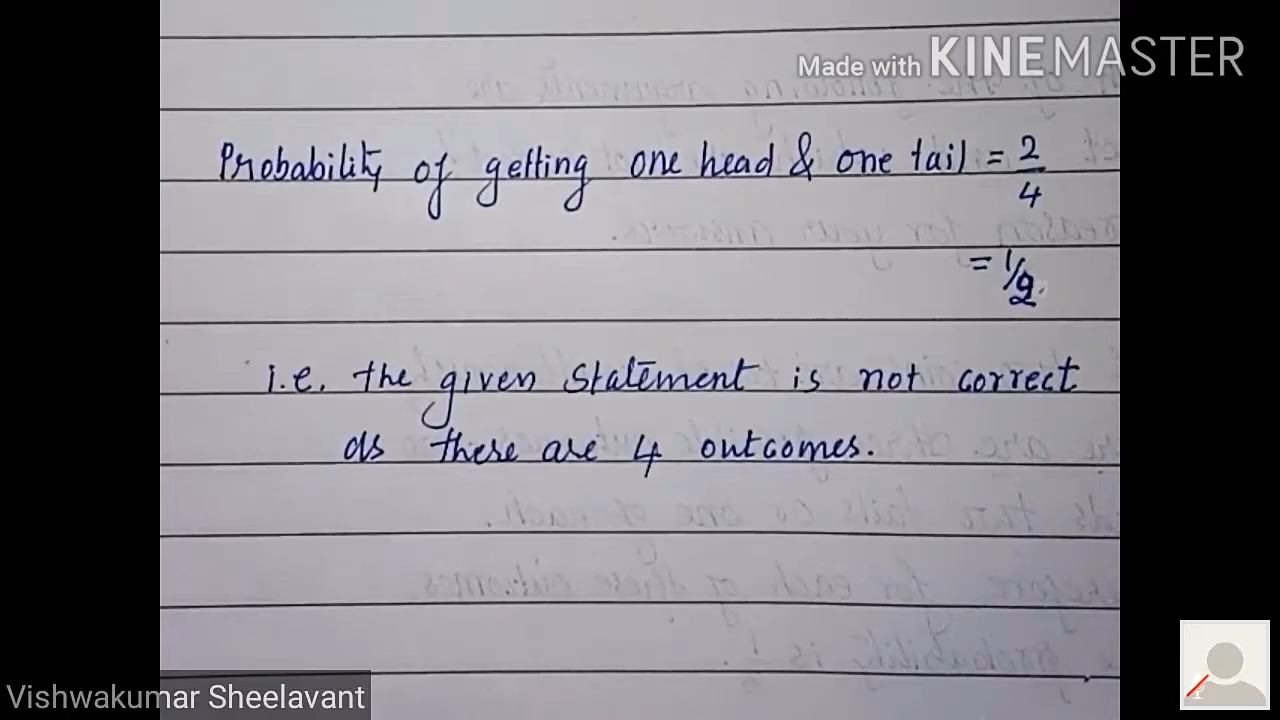 Made with KINEMASTER
Probability of getting one head & one tail = 2/4
= 1/2.
i.e. the given statement is not correct
as there are 4 outcomes.
Vishwakumar Sheelavant